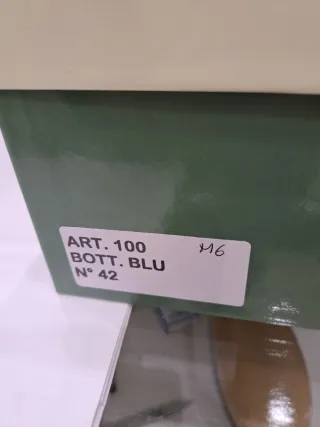 ART. 100 M6
BOTT. BLU
N° 42